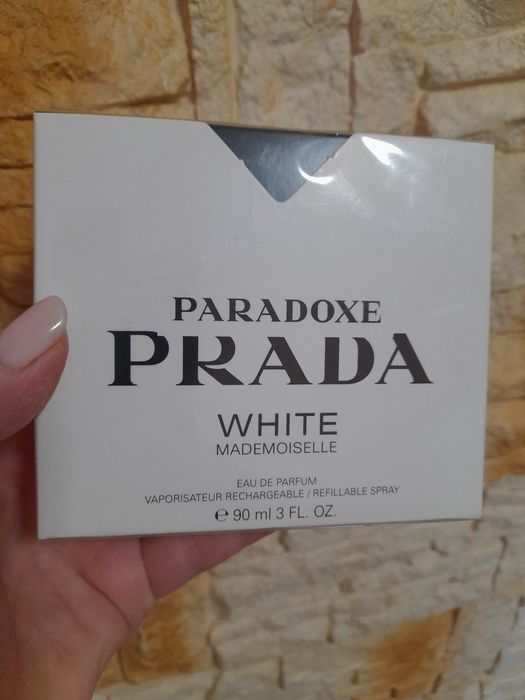 PARADOXE
PRADA
WHITE
MADEMOISELLE
EAU DE PARFUM
VAPORISATEUR RECHARGEABLE / REFILLABLE SPRAY
℮ 90 ml 3 FL. OZ.